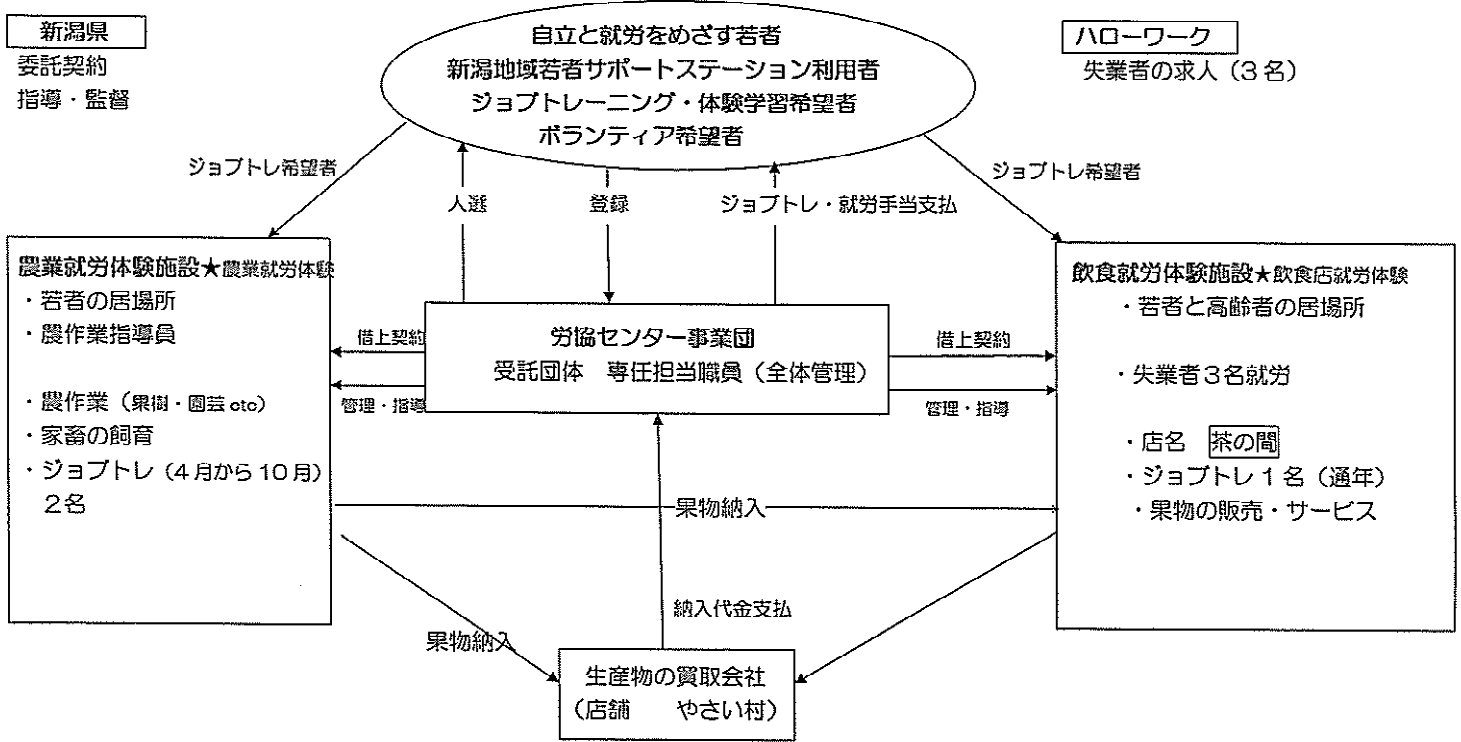 新潟県
委託契約
指導・監督
自立と就労をめざす若者
新潟地域若者サポートステーション利用者
ジョブトレーニング・体験学習希望者
ボランティア希望者
ハローワーク
失業者の求人(3名)
ジョブトレ希望者
人選
登録
ジョブトレ・就労手当支払
ジョブトレ希望者
農業就労体験施設★農業就労体験
・若者の居場所
・農作業指導員
・農作業(果樹・園芸etc)
・家畜の飼育
・ジョブトレ(4月から10月)
2名
借上契約
管理・指導
労協センター事業団
受託団体 専任担当職員(全体管理)
借上契約
管理・指導
飲食就労体験施設★飲食店就労体験
・若者と高齢者の居場所
・失業者3名就労
・店名 茶の間
・ジョブトレ1名(通年)
・果物の販売・サービス
果物納入
納入代金支払
果物納入
生産物の買取会社
(店舗 やさい村)